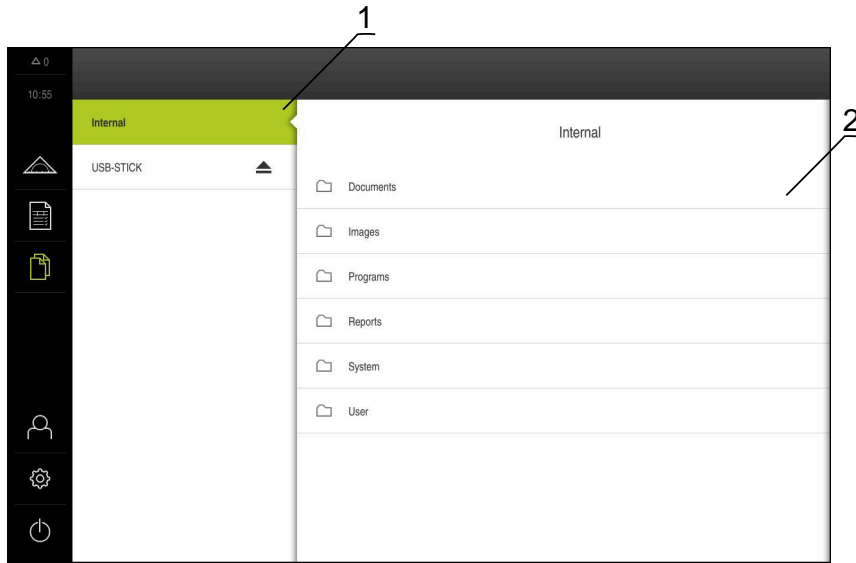 1
△ 0
10:55
Internal
Internal
2
USB-STICK
Documents
Images
Programs
Reports
System
User